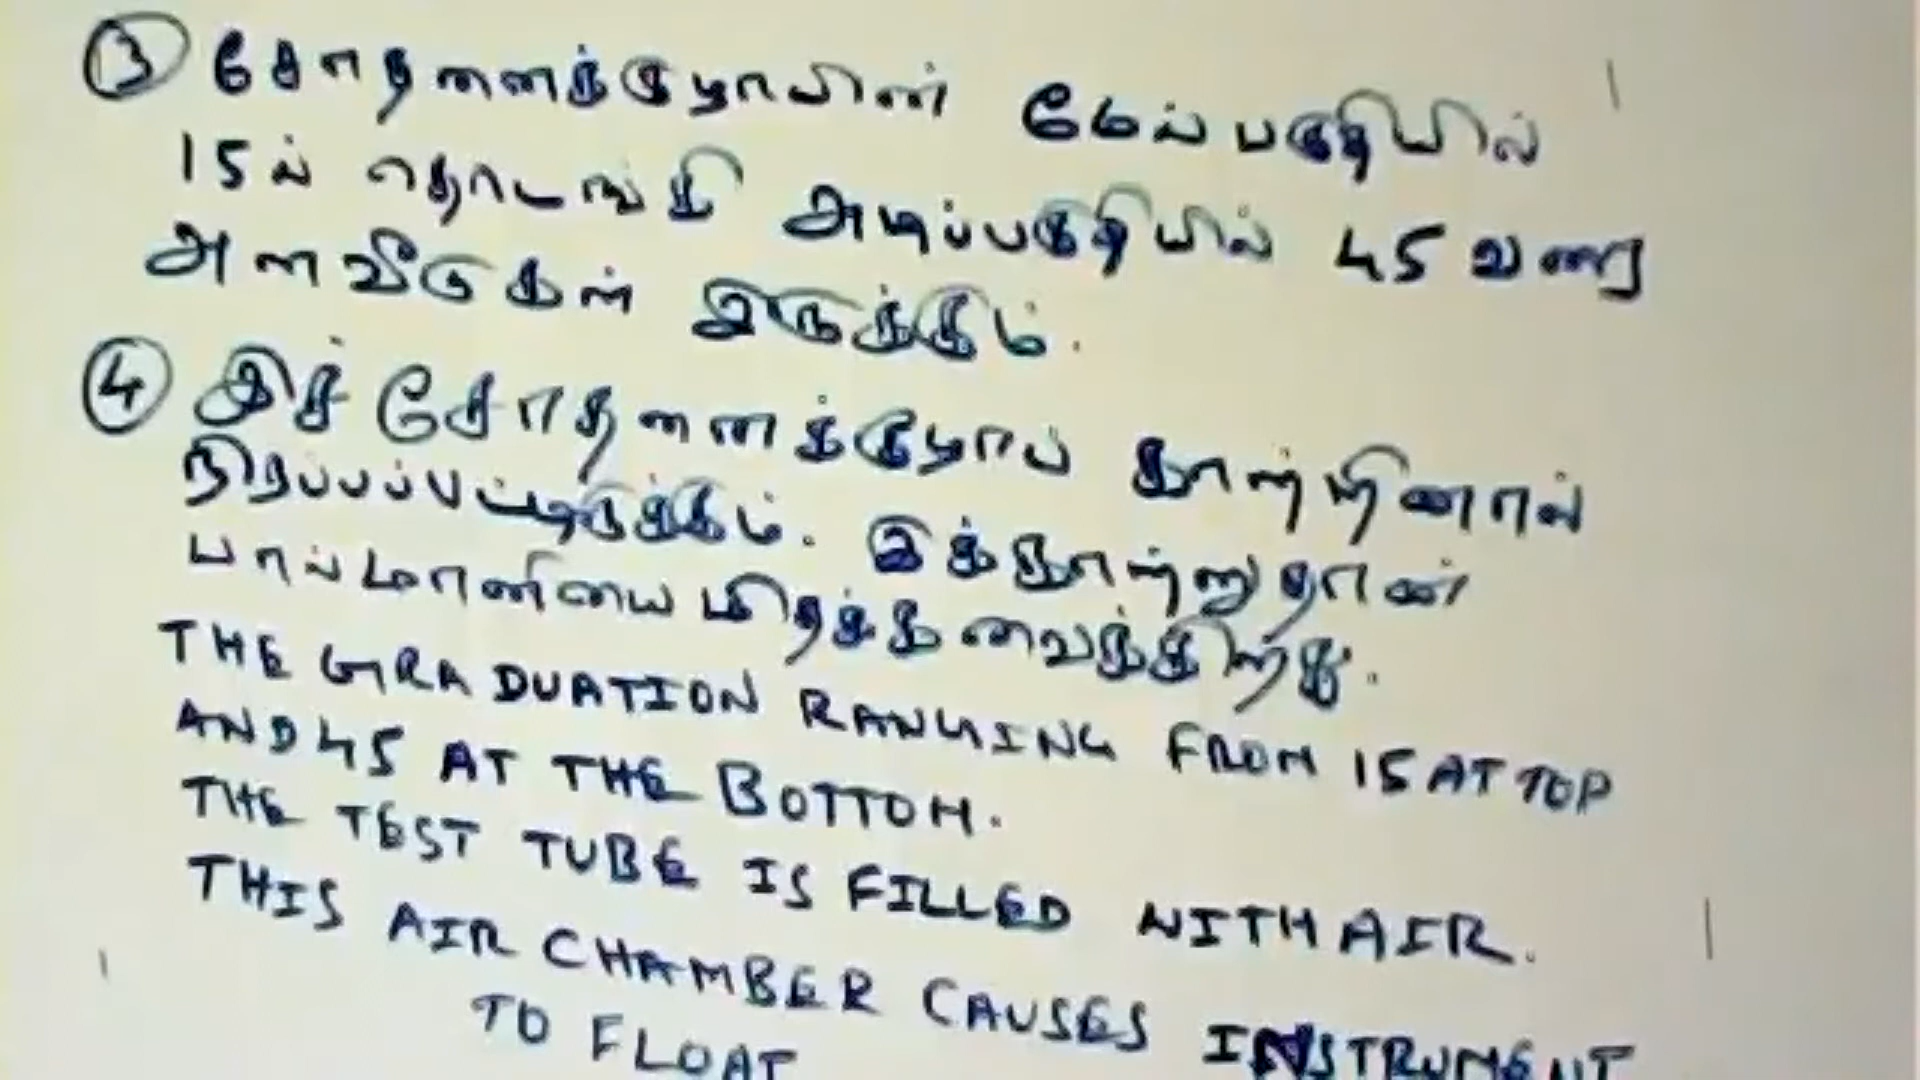 3 சோதனைக்குழாயின் மேல்பகுதியில்
15ல் தொடங்கி அடிப்பகுதியில் 45 வரை
அளவீடுகள் இருக்கும்.
4 இச் சோதனைக்குழாய் காற்றினால்
நிரப்பப்பட்டிருக்கும். இக்காற்றுதான்
பால்மானியை மிதக்க வைக்கிறது.
THE GRADUATION RANGING FROM 15 AT TOP
AND 45 AT THE BOTTOM.
THE TEST TUBE IS FILLED WITH AIR.
THIS AIR CHAMBER CAUSES INSTRUMENT
TO FLOAT